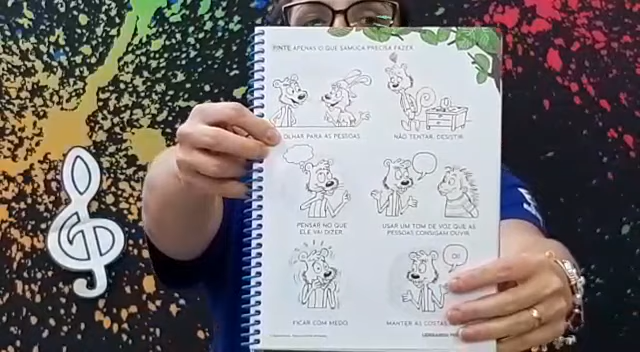 PINTE APENAS O QUE SAMUCA PRECISA FAZER.
OLHAR PARA AS PESSOAS.
NÃO TENTAR, DESISTIR.
PENSAR NO QUE
ELE VAI DIZER.
USAR UM TOM DE VOZ QUE AS
PESSOAS CONSIGAM OUVIR.
OI!
FICAR COM MEDO.
MANTER AS COSTAS